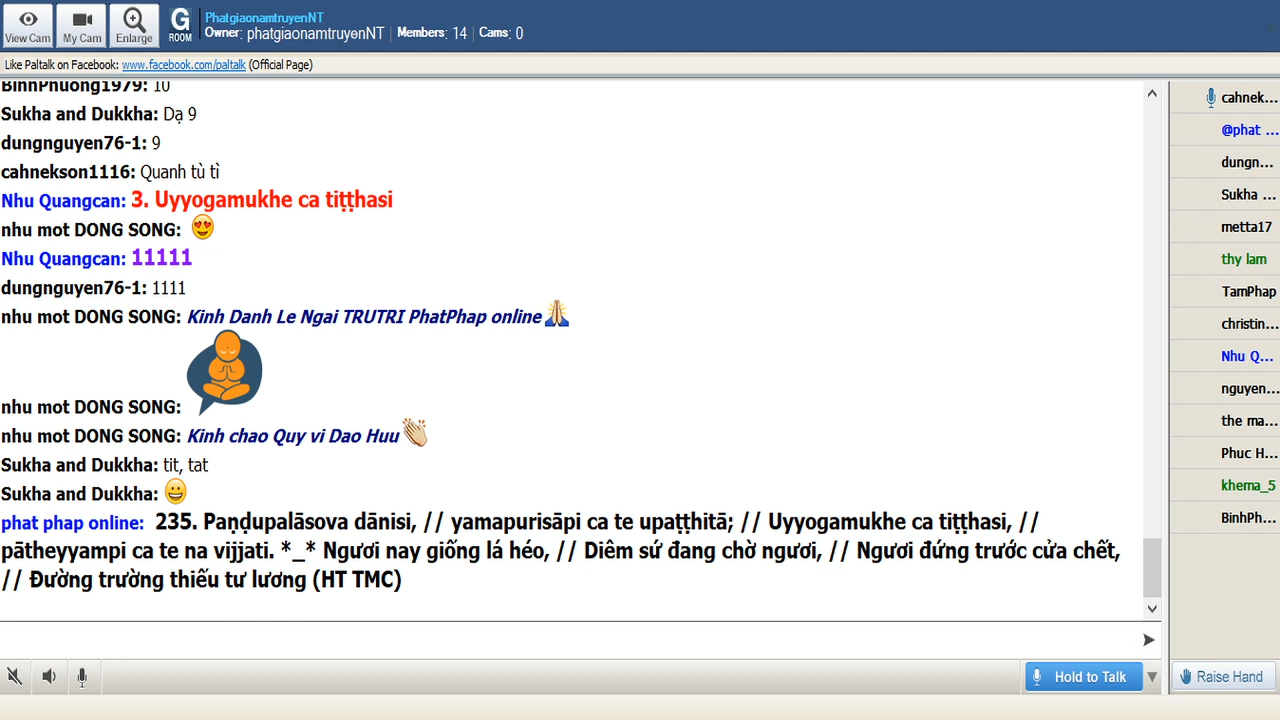 View Cam
My Cam
Enlarge
G
ROOM
PhatgiaonamtruyenNT
Owner: phatgiaonamtruyenNT | Members: 14 | Cams: 0
Like Paltalk on Facebook: www.facebook.com/paltalk (Official Page)
BinhPhuong1979: 10
Sukha and Dukkha: Dạ 9
dungnguyen76-1: 9
cahnekson1116: Quanh tù tì
Nhu Quangcan: 3. Uyyogamukhe ca tiṭṭhasi
nhu mot DONG SONG:
Nhu Quangcan: 11111
dungnguyen76-1: 1111
nhu mot DONG SONG: Kinh Danh Le Ngai TRUTRI PhatPhap online
nhu mot DONG SONG:
nhu mot DONG SONG: Kinh chao Quy vi Dao Huu
Sukha and Dukkha: tit, tat
Sukha and Dukkha:
phat phap online: 235. Paṇḍupalāsova dānisi, // yamapurisāpi ca te upaṭṭhitā; // Uyyogamukhe ca tiṭṭhasi, //
pātheyyampi ca te na vijjati. *_* Ngươi nay giống lá héo, // Diêm sứ đang chờ ngươi, // Ngươi đứng trước cửa chết,
// Đường trường thiếu tư lương (HT TMC)
cahnek...
@phat ...
dungn...
Sukha ...
metta17
thy lam
TamPhap
christin...
Nhu Q...
nguyen...
the ma...
Phuc H...
khema_5
BinhPh...
Hold to Talk
Raise Hand